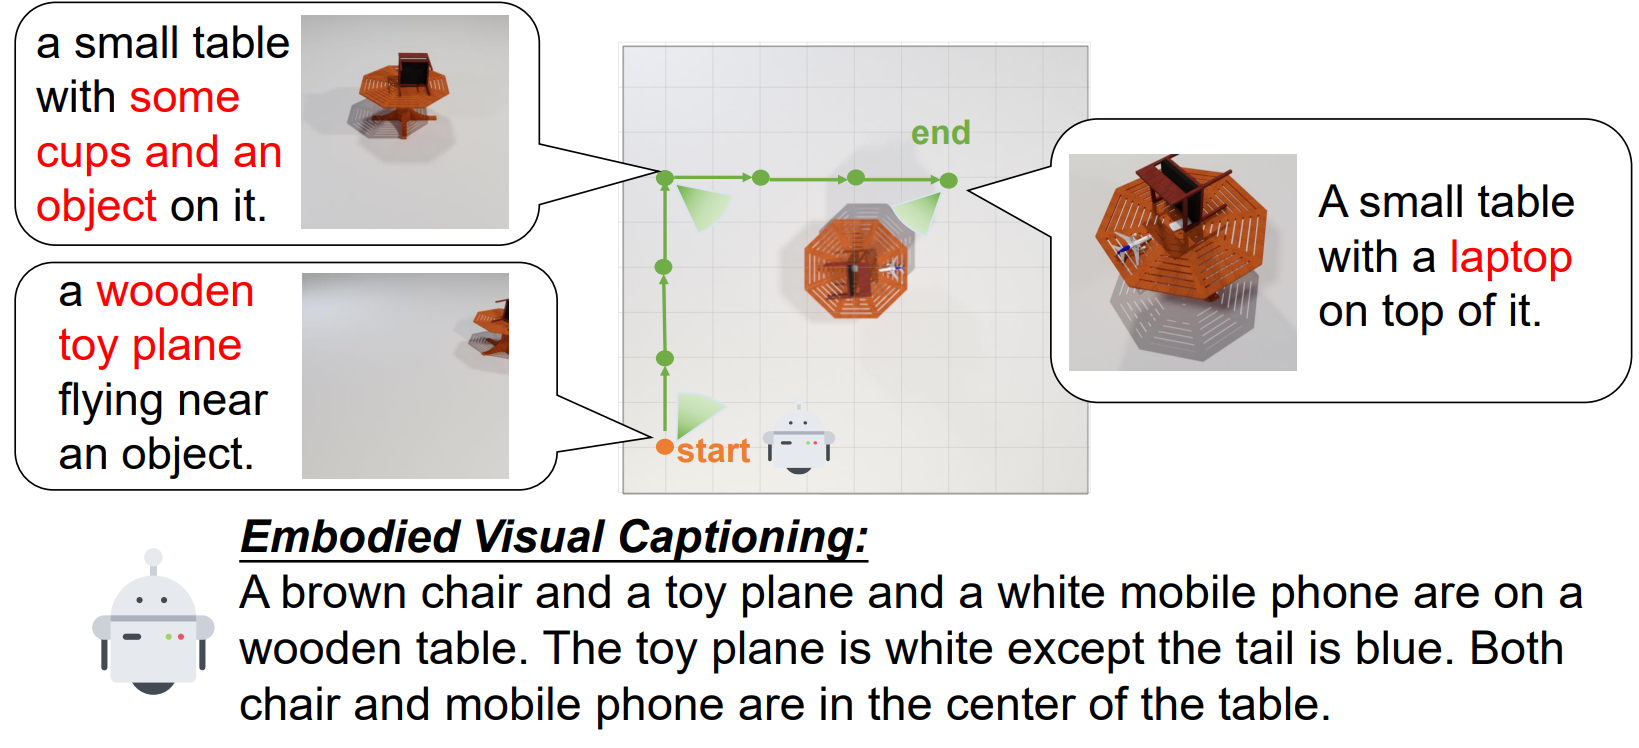 a small table
with some
cups and an
object on it.
a wooden
toy plane
flying near
an object.
end
start
A small table
with a laptop
on top of it.
Embodied Visual Captioning:
A brown chair and a toy plane and a white mobile phone are on a
wooden table. The toy plane is white except the tail is blue. Both
chair and mobile phone are in the center of the table.